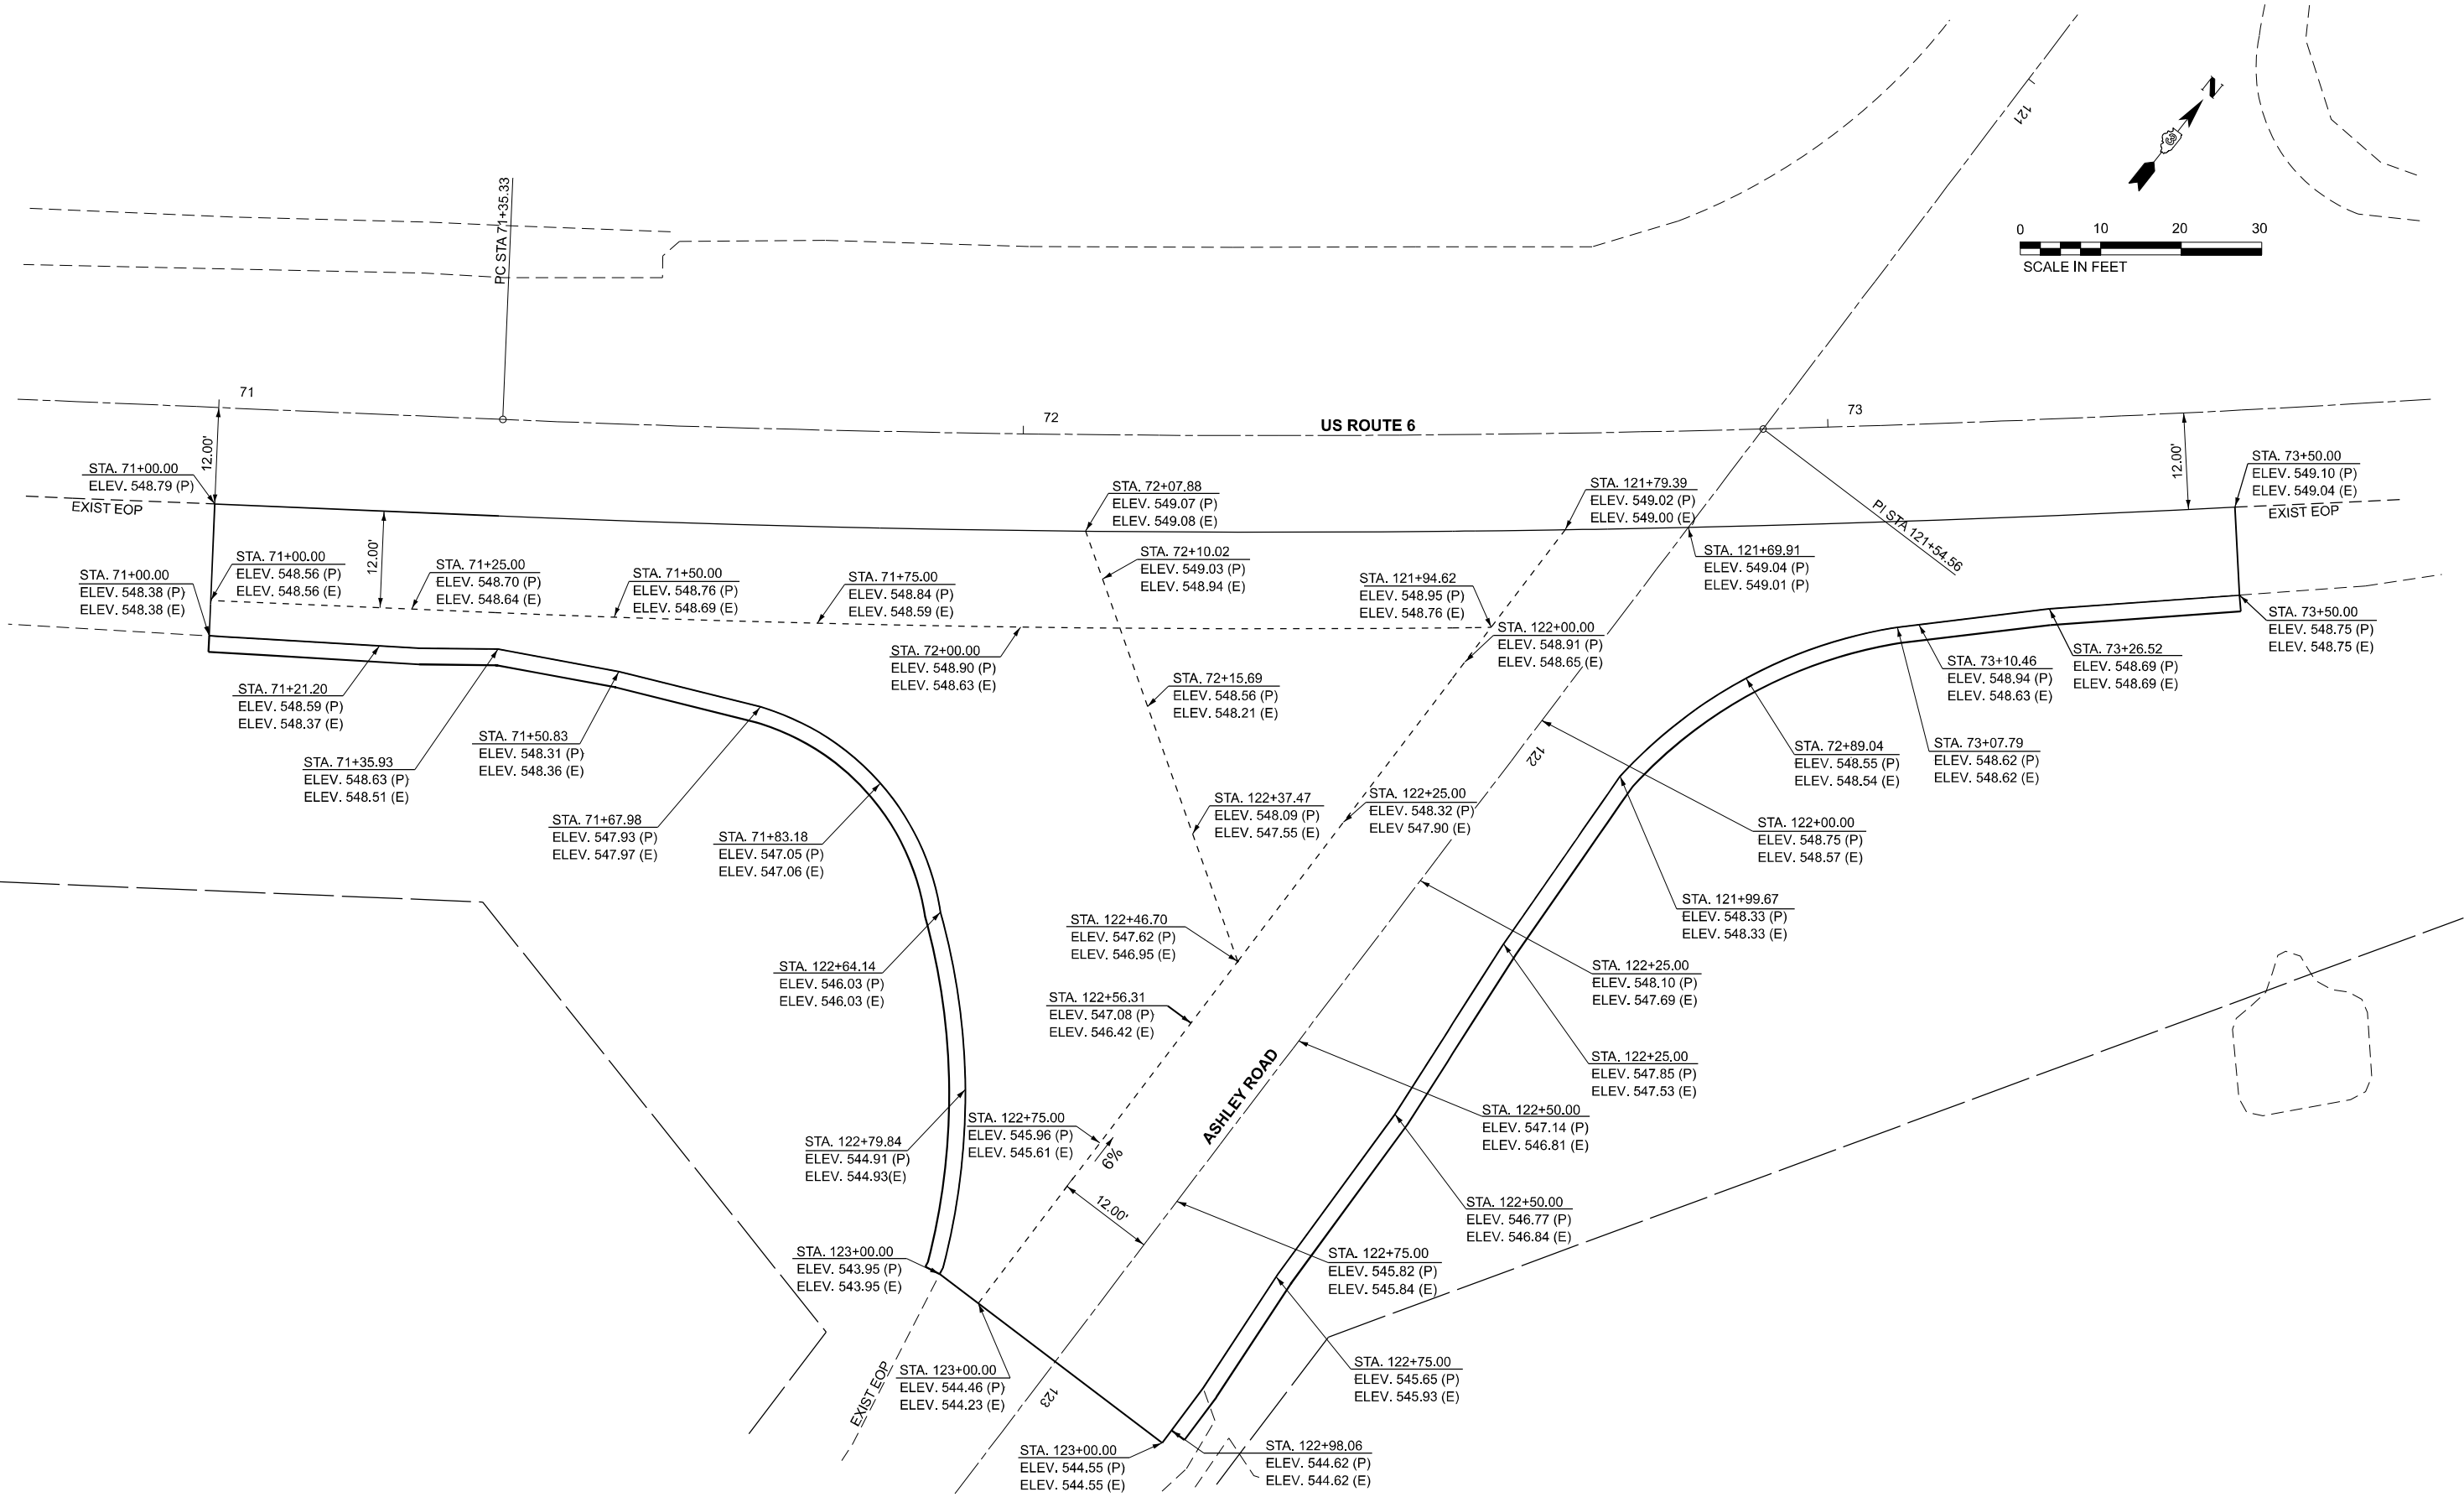 121
N
0 10 20 30
SCALE IN FEET
PC STA 71+35.33
71
72
US ROUTE 6
73
12.00'
12.00'
STA. 71+00.00
ELEV. 548.79 (P)
EXIST EOP
STA. 72+07.88
ELEV. 549.07 (P)
ELEV. 549.08 (E)
STA. 121+79.39
ELEV. 549.02 (P)
ELEV. 549.00 (E)
PI STA 121+54.56
STA. 73+50.00
ELEV. 549.10 (P)
ELEV. 549.04 (E)
EXIST EOP
STA. 71+00.00
ELEV. 548.38 (P)
ELEV. 548.38 (E)
STA. 71+00.00
ELEV. 548.56 (P)
ELEV. 548.56 (E)
12.00'
STA. 71+25.00
ELEV. 548.70 (P)
ELEV. 548.64 (E)
STA. 71+50.00
ELEV. 548.76 (P)
ELEV. 548.69 (E)
STA. 71+75.00
ELEV. 548.84 (P)
ELEV. 548.59 (E)
STA. 72+10.02
ELEV. 549.03 (P)
ELEV. 548.94 (E)
STA. 121+94.62
ELEV. 548.95 (P)
ELEV. 548.76 (E)
STA. 121+69.91
ELEV. 549.04 (P)
ELEV. 549.01 (P)
STA. 72+00.00
ELEV. 548.90 (P)
ELEV. 548.63 (E)
STA. 122+00.00
ELEV. 548.91 (P)
ELEV. 548.65 (E)
STA. 73+10.46
ELEV. 548.94 (P)
ELEV. 548.63 (E)
STA. 73+26.52
ELEV. 548.69 (P)
ELEV. 548.69 (E)
STA. 73+50.00
ELEV. 548.75 (P)
ELEV. 548.75 (E)
STA. 71+21.20
ELEV. 548.59 (P)
ELEV. 548.37 (E)
STA. 72+15.69
ELEV. 548.56 (P)
ELEV. 548.21 (E)
STA. 71+35.93
ELEV. 548.63 (P)
ELEV. 548.51 (E)
STA. 71+50.83
ELEV. 548.31 (P)
ELEV. 548.36 (E)
122
STA. 72+89.04
ELEV. 548.55 (P)
ELEV. 548.54 (E)
STA. 73+07.79
ELEV. 548.62 (P)
ELEV. 548.62 (E)
STA. 71+67.98
ELEV. 547.93 (P)
ELEV. 547.97 (E)
STA. 71+83.18
ELEV. 547.05 (P)
ELEV. 547.06 (E)
STA. 122+37.47
ELEV. 548.09 (P)
ELEV. 547.55 (E)
STA. 122+25.00
ELEV. 548.32 (P)
ELEV 547.90 (E)
STA. 122+00.00
ELEV. 548.75 (P)
ELEV. 548.57 (E)
STA. 121+99.67
ELEV. 548.33 (P)
ELEV. 548.33 (E)
STA. 122+46.70
ELEV. 547.62 (P)
ELEV. 546.95 (E)
STA. 122+64.14
ELEV. 546.03 (P)
ELEV. 546.03 (E)
STA. 122+25.00
ELEV. 548.10 (P)
ELEV. 547.69 (E)
STA. 122+56.31
ELEV. 547.08 (P)
ELEV. 546.42 (E)
STA. 122+25.00
ELEV. 547.85 (P)
ELEV. 547.53 (E)
ASHLEY ROAD
STA. 122+79.84
ELEV. 544.91 (P)
ELEV. 544.93(E)
STA. 122+75.00
ELEV. 545.96 (P)
ELEV. 545.61 (E)
6%
12.00'
STA. 122+50.00
ELEV. 547.14 (P)
ELEV. 546.81 (E)
STA. 122+50.00
ELEV. 546.77 (P)
ELEV. 546.84 (E)
STA. 123+00.00
ELEV. 543.95 (P)
ELEV. 543.95 (E)
STA. 122+75.00
ELEV. 545.82 (P)
ELEV. 545.84 (E)
EXIST EOP
STA. 123+00.00
ELEV. 544.46 (P)
ELEV. 544.23 (E)
123
STA. 122+75.00
ELEV. 545.65 (P)
ELEV. 545.93 (E)
STA. 123+00.00
ELEV. 544.55 (P)
ELEV. 544.55 (E)
STA. 122+98.06
ELEV. 544.62 (P)
ELEV. 544.62 (E)